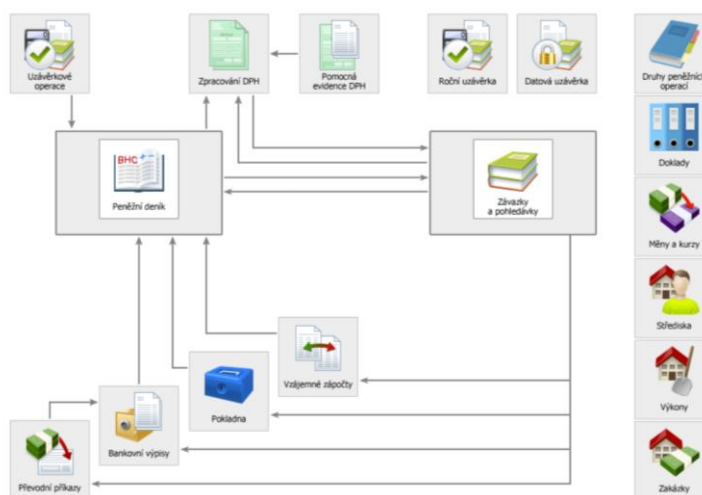 Uzávěrkové
operace
Zpracování DPH
Pomocná
evidence DPH
Roční uzávěrka
Datová uzávěrka
Druhy peněžních
operací
BHC
Peněžní deník
Závazky
a pohledávky
Doklady
Měny a kurzy
Střediska
Vzájemné zápočty
Výkony
Pokladna
Bankovní výpisy
Převodní příkazy
Zakázky